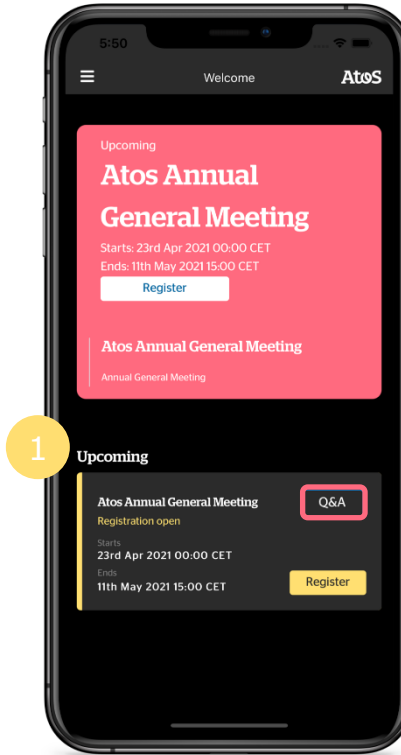 5:50
Welcome
Atos
Upcoming
Atos Annual
General Meeting
Starts: 23rd Apr 2021 00:00 CET
Ends: 11th May 2021 15:00 CET
Register
Atos Annual General Meeting
Annual General Meeting
1
Upcoming
Atos Annual General Meeting
Q&A
Registration open
Starts
23rd Apr 2021 00:00 CET
Ends
11th May 2021 15:00 CET
Register